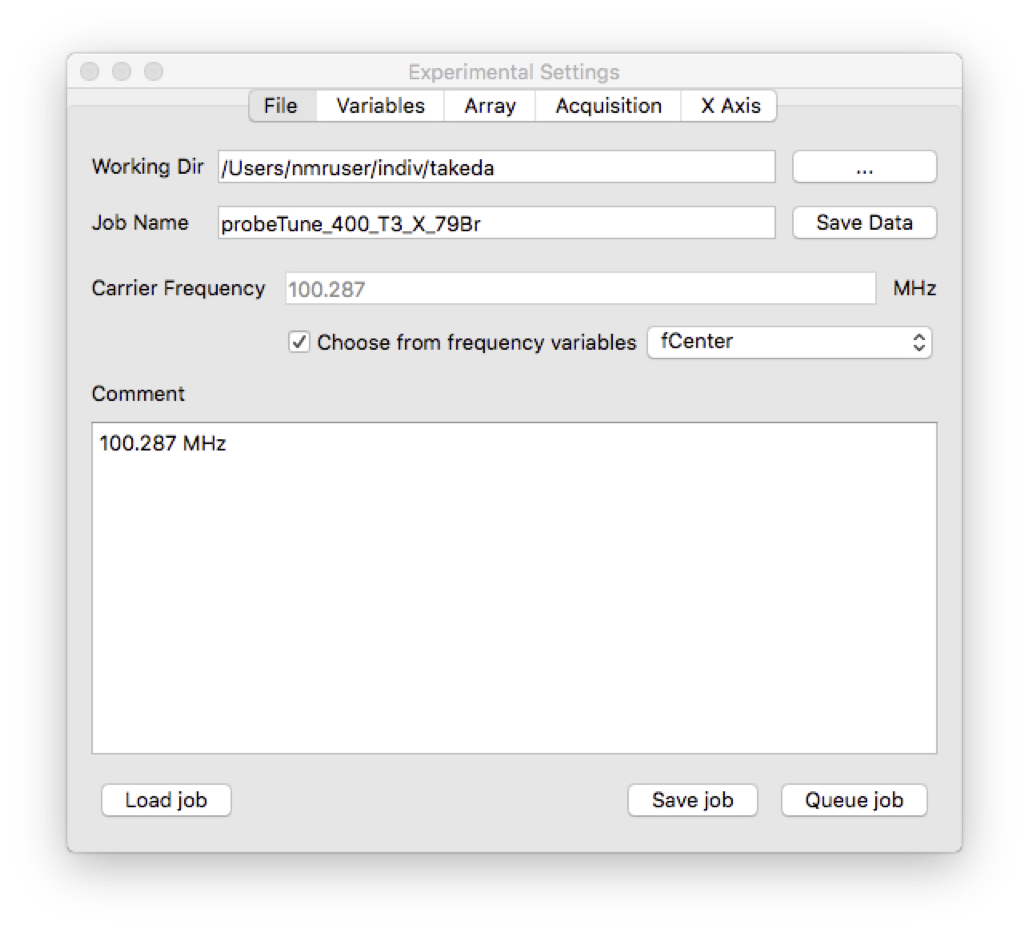 Experimental Settings
File Variables Array Acquisition X Axis
Working Dir /Users/nmruser/indiv/takeda ...
Job Name probeTune_400_T3_X_79Br Save Data
Carrier Frequency 100.287 MHz
Choose from frequency variables fCenter
Comment
100.287 MHz
Load job Save job Queue job